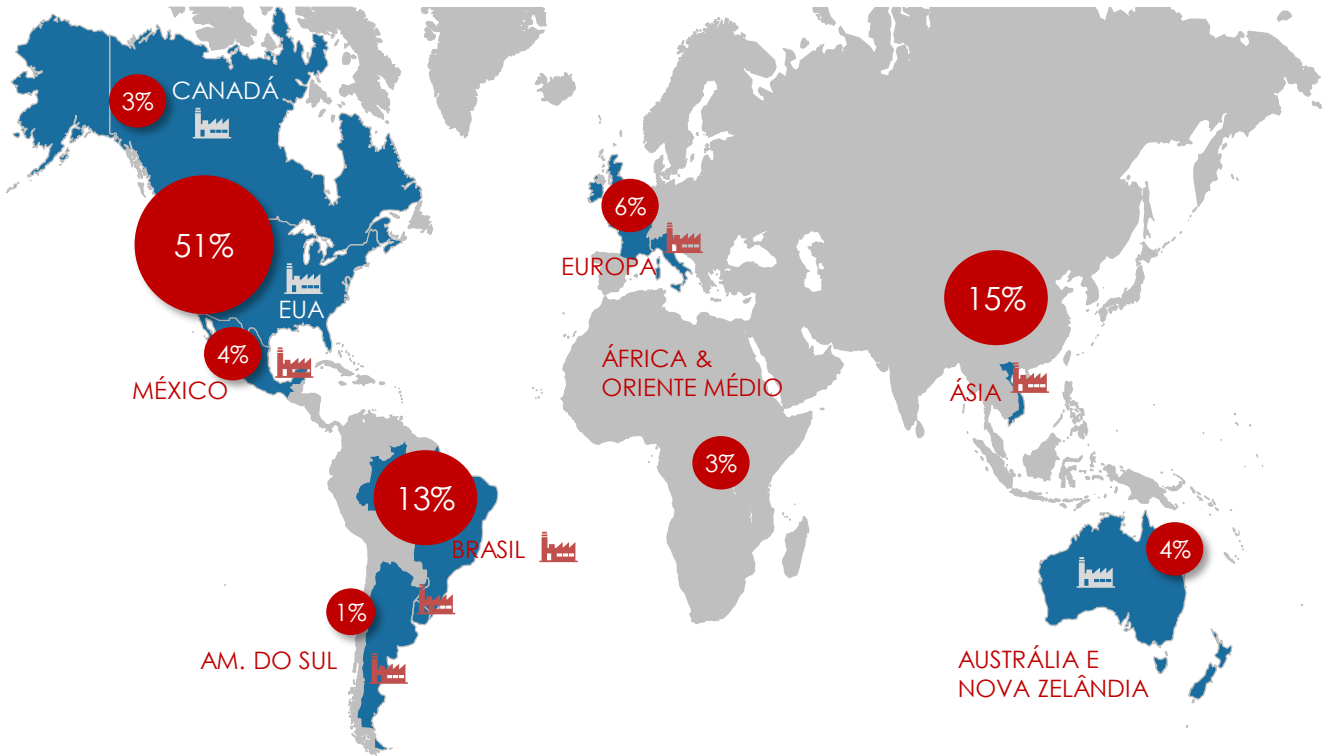 3%
CANADÁ
51%
EUA
4%
MÉXICO
6%
EUROPA
ÁFRICA &
ORIENTE MÉDIO
3%
15%
ÁSIA
13%
BRASIL
1%
AM. DO SUL
4%
AUSTRÁLIA E
NOVA ZELÂNDIA